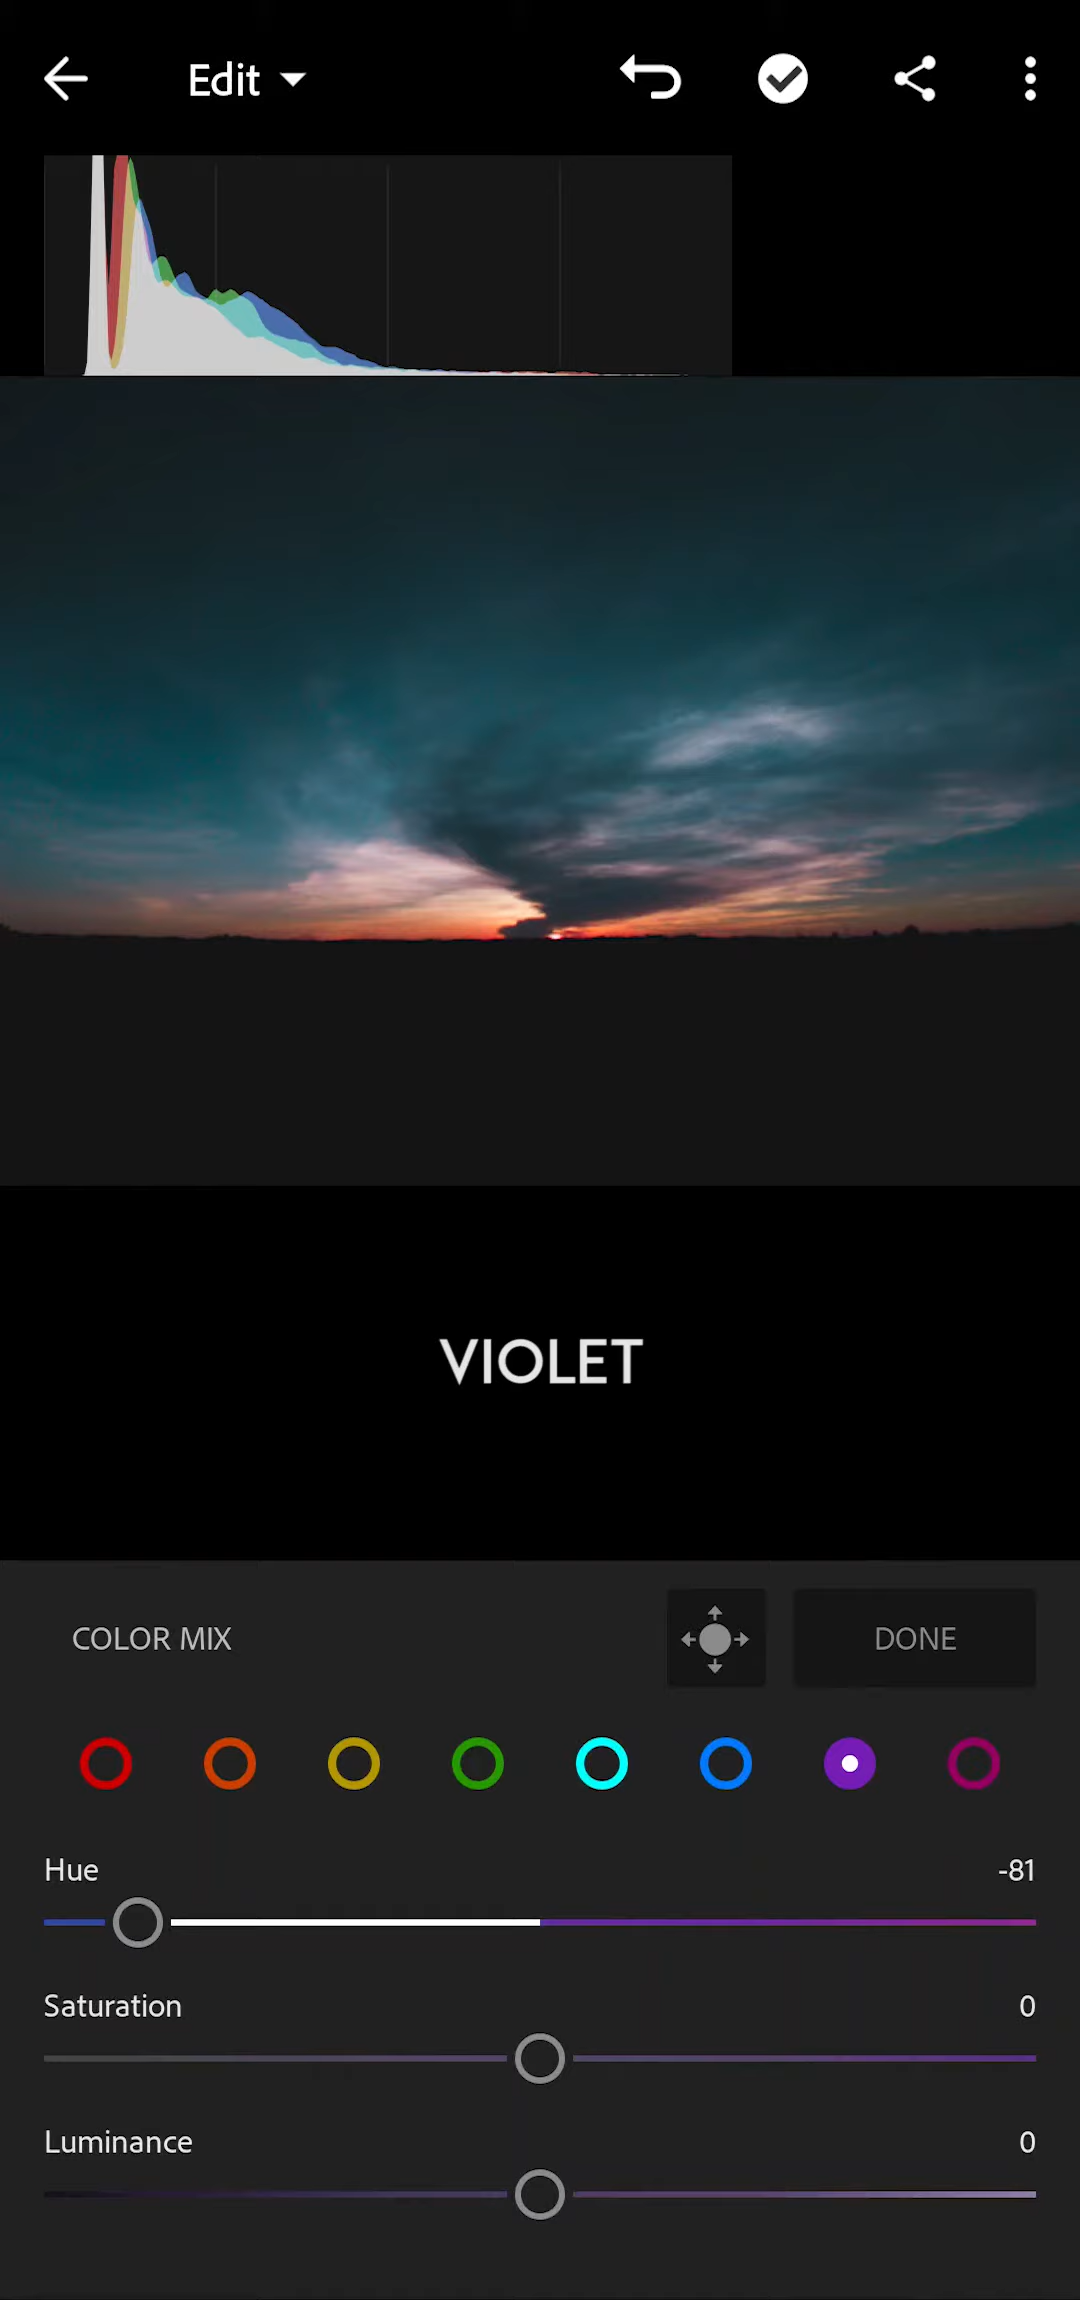 Edit
VIOLET
COLOR MIX
DONE
Hue
-81
Saturation
0
Luminance
0